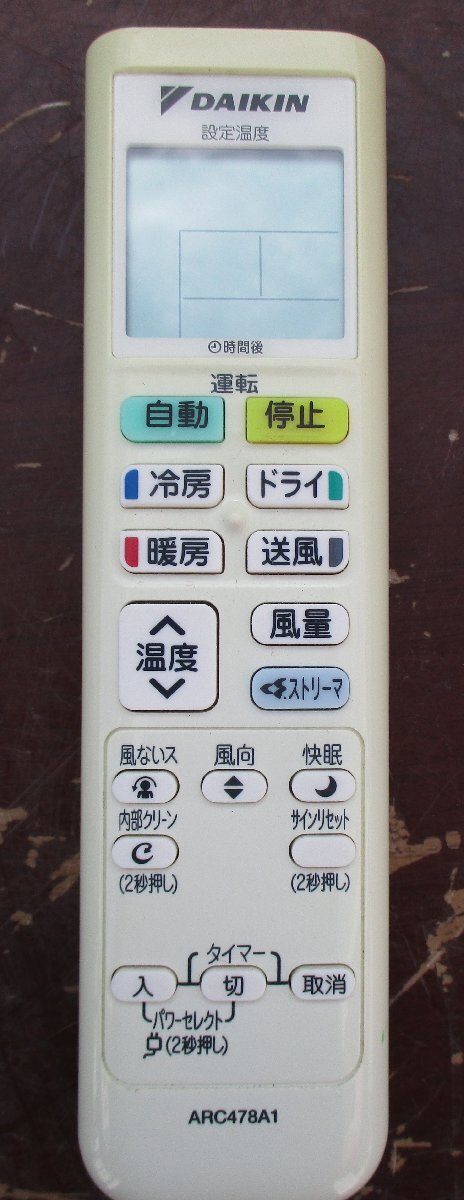 DAIKIN
設定温度
時間後
運転
自動 停止
冷房 ドライ
暖房 送風
温度 風量
ストリーマ
風ないス 風向 快眠
内部クリーン サインリセット
(2秒押し) (2秒押し)
タイマー
入 切 取消
パワーセレクト
(2秒押し)
ARC478A1